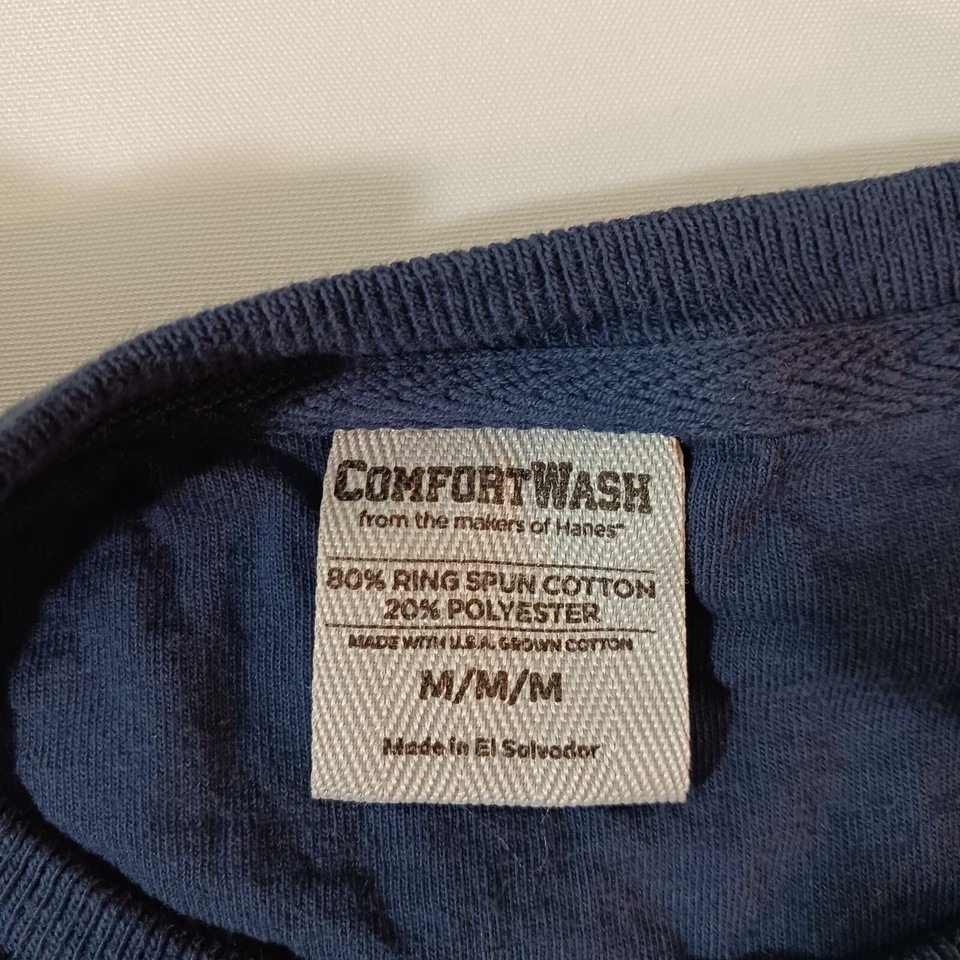 COMFORTWASH
from the makers of Hanes™
80% RING SPUN COTTON
20% POLYESTER
MADE WITH U.S.A. GROWN COTTON
M/M/M
Made in El Salvador